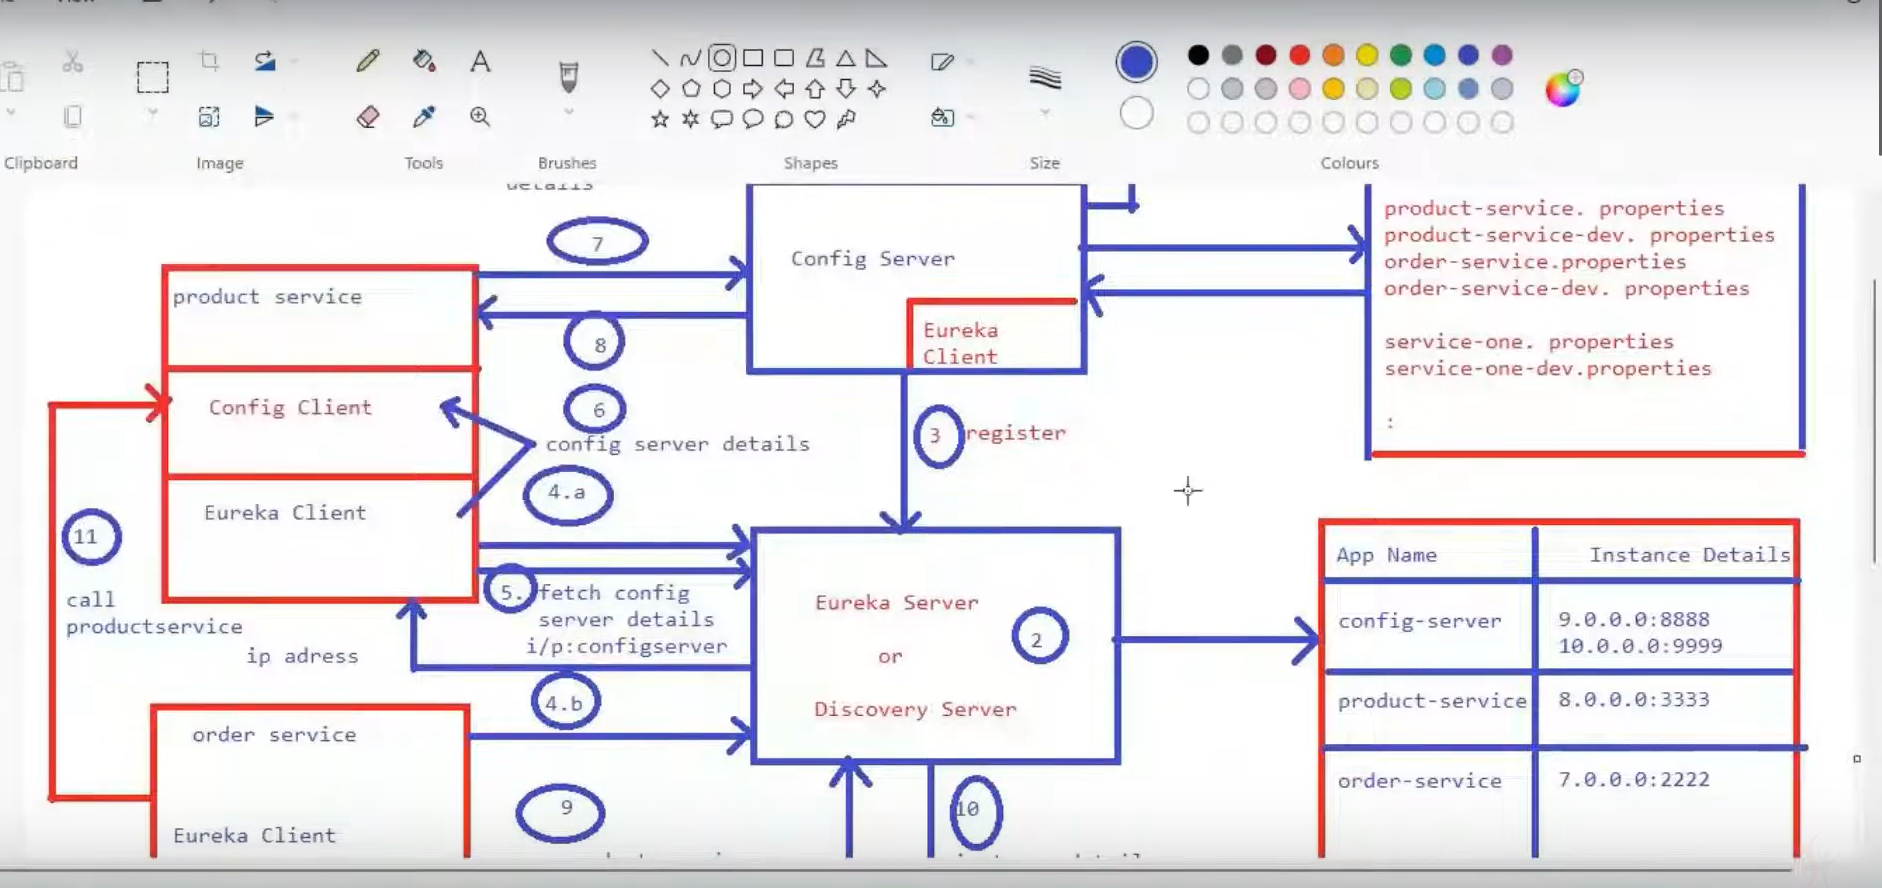 View
Clipboard
Image
Tools
Brushes
Shapes
Size
Colours
details
7
Config Server
product-service. properties
product-service-dev. properties
order-service.properties
order-service-dev. properties
service-one. properties
service-one-dev.properties
:
product service
8
Eureka
Client
Config Client
6
config server details
3
register
4.a
Eureka Client
11
call
productservice
ip adress
5. fetch config
server details
i/p:configserver
Eureka Server
or
Discovery Server
2
App Name
Instance Details
config-server
9.0.0.0:8888
10.0.0.0:9999
product-service
8.0.0.0:3333
order-service
7.0.0.0:2222
4.b
order service
9
10
Eureka Client